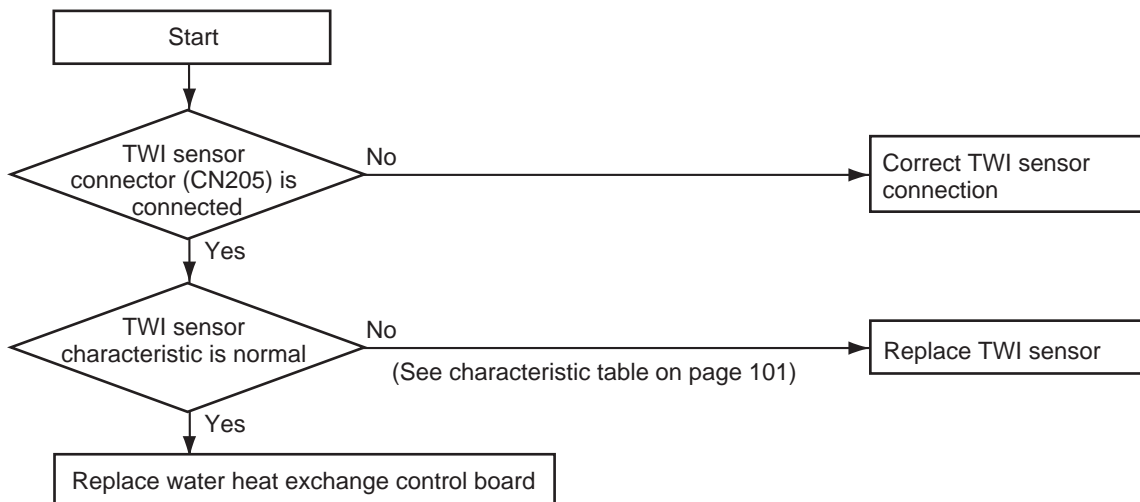 Start
TWI sensor
connector (CN205) is
connected
No
Correct TWI sensor
connection
Yes
TWI sensor
characteristic is normal
No
(See characteristic table on page 101)
Replace TWI sensor
Yes
Replace water heat exchange control board